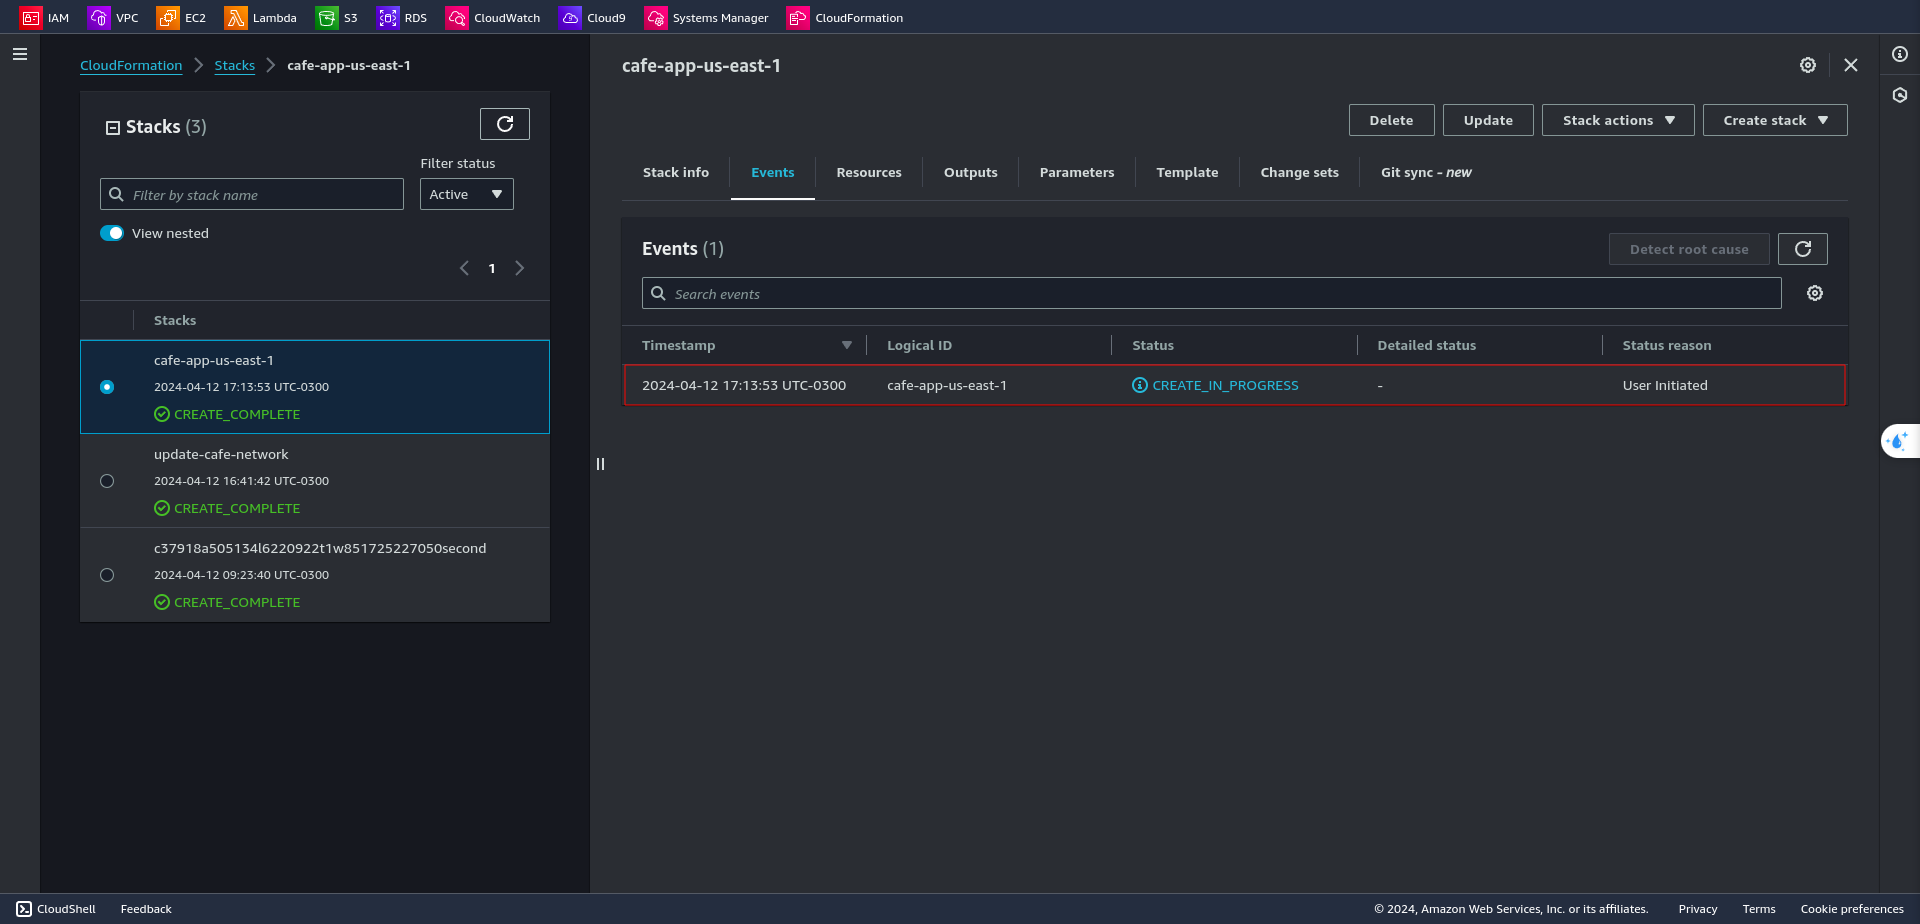 IAM VPC EC2 Lambda S3 RDS CloudWatch Cloud9 Systems Manager CloudFormation
CloudFormation Stacks cafe-app-us-east-1
Stacks (3)
Filter status
Filter by stack name
Active
View nested
1
Stacks
cafe-app-us-east-1
2024-04-12 17:13:53 UTC-0300
CREATE_COMPLETE
update-cafe-network
2024-04-12 16:41:42 UTC-0300
CREATE_COMPLETE
c37918a505134l6220922t1w851725227050second
2024-04-12 09:23:40 UTC-0300
CREATE_COMPLETE
cafe-app-us-east-1
Delete Update Stack actions Create stack
Stack info Events Resources Outputs Parameters Template Change sets Git sync - new
Events (1)
Detect root cause
Search events
Timestamp Logical ID Status Detailed status Status reason
2024-04-12 17:13:53 UTC-0300 cafe-app-us-east-1 CREATE_IN_PROGRESS - User Initiated
CloudShell Feedback © 2024, Amazon Web Services, Inc. or its affiliates. Privacy Terms Cookie preferences